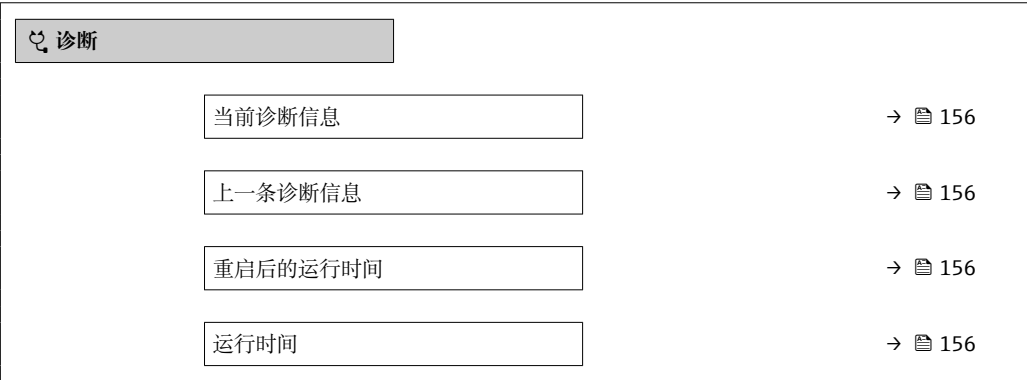 诊断
当前诊断信息 → 156
上一条诊断信息 → 156
重启后的运行时间 → 156
运行时间 → 156